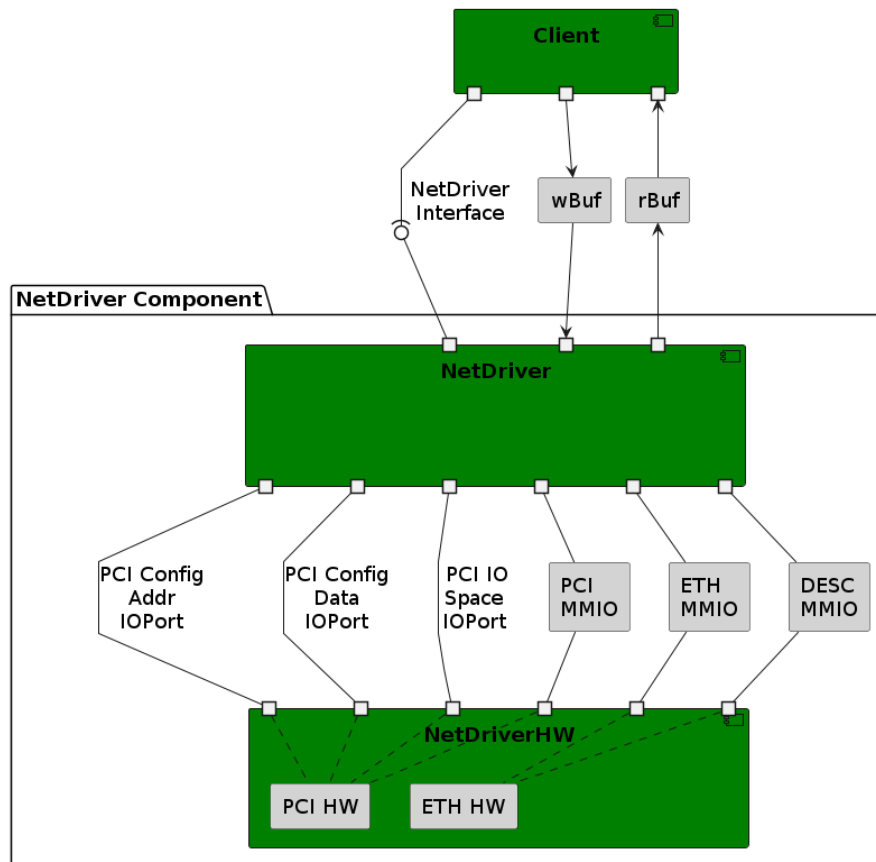 Client
NetDriver
Interface
wBuf
rBuf
NetDriver Component
NetDriver
PCI Config
Addr
IOPort
PCI Config
Data
IOPort
PCI IO
Space
IOPort
PCI
MMIO
ETH
MMIO
DESC
MMIO
NetDriverHW
PCI HW
ETH HW